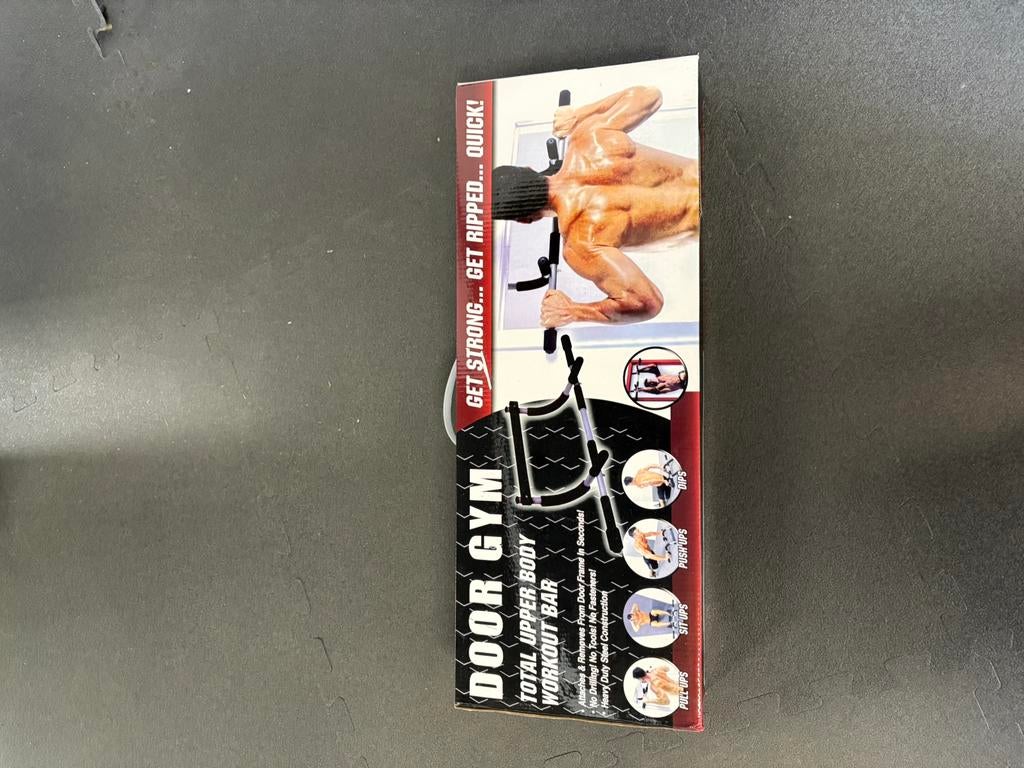 GET STRONG... GET RIPPED... QUICK!
DOOR GYM
TOTAL UPPER BODY
WORKOUT BAR
• Attaches & Removes From Door Frame In Seconds!
• No Drilling! No Tools! No Fasteners!
• Heavy Duty Steel Construction
PULL UPS
SIT UPS
PUSH UPS
DIPS